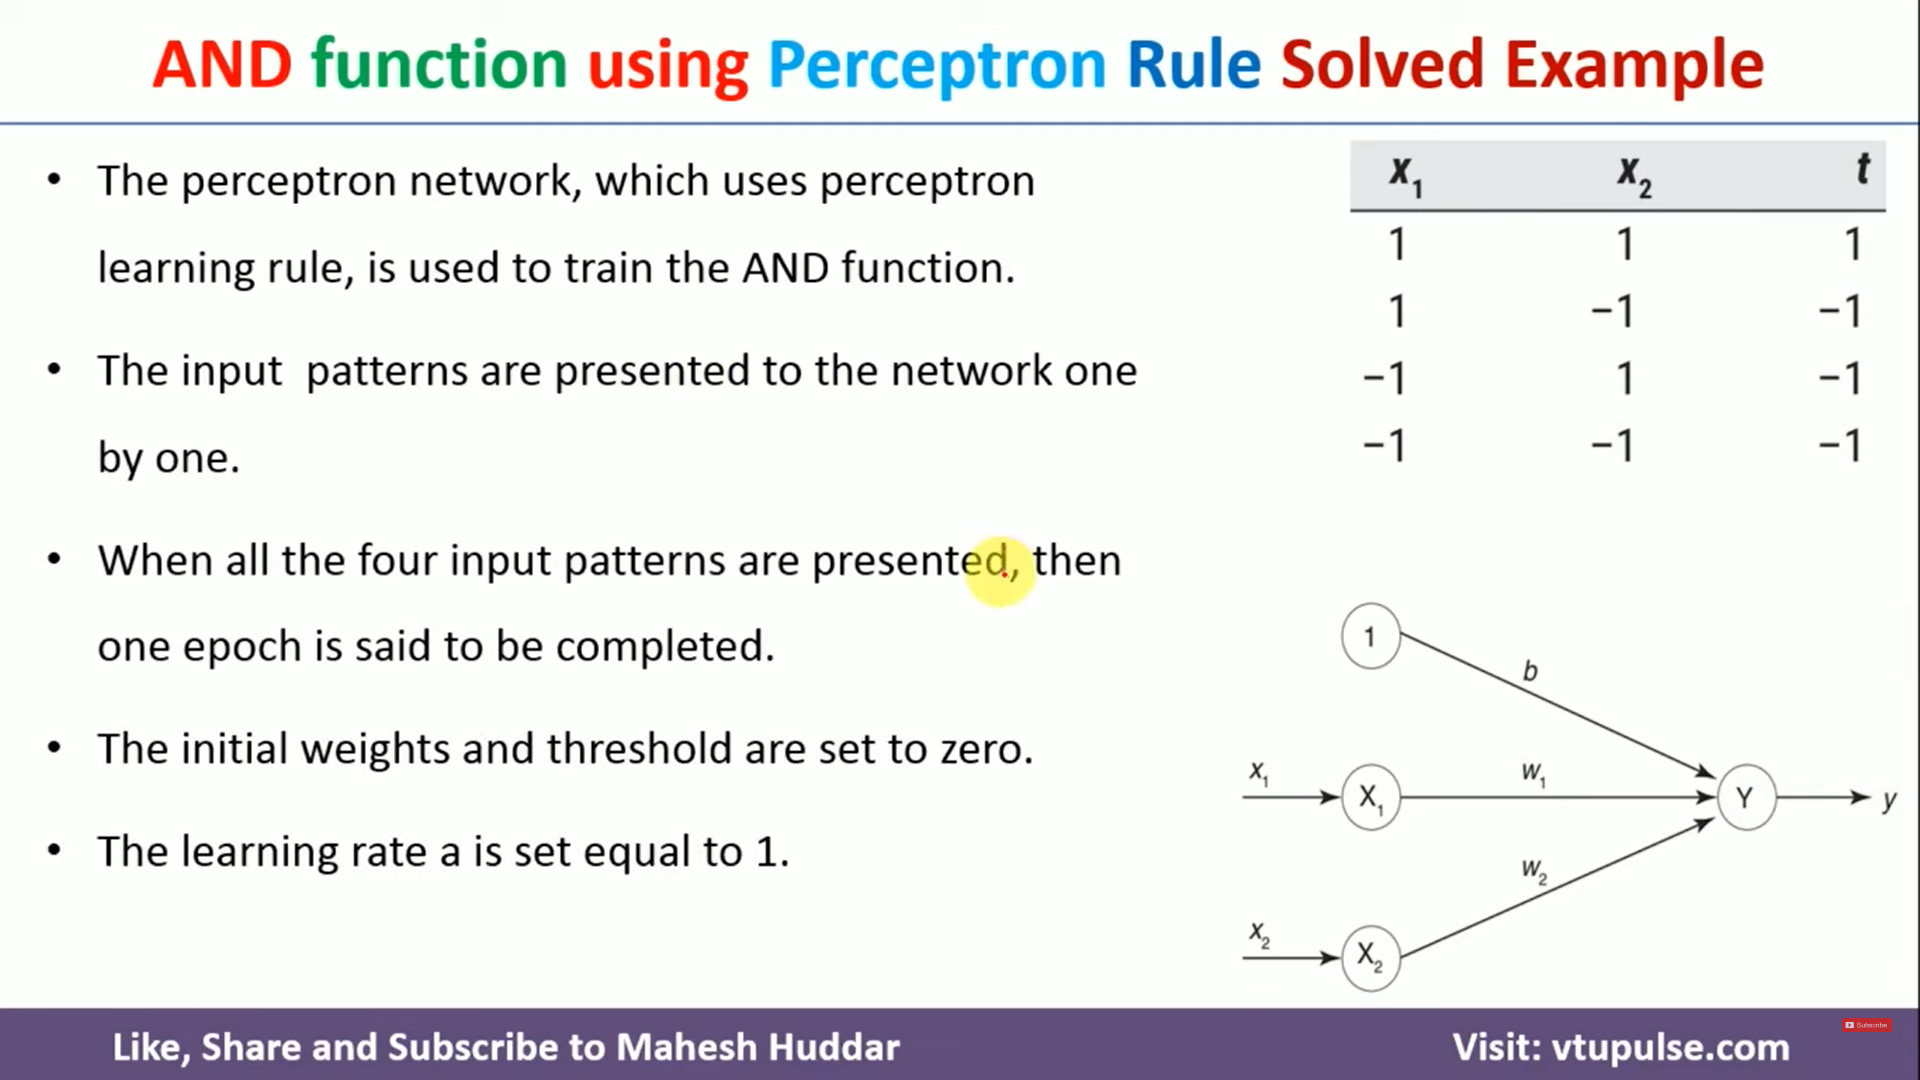 AND function using Perceptron Rule Solved Example
• The perceptron network, which uses perceptron
learning rule, is used to train the AND function.
• The input patterns are presented to the network one
by one.
• When all the four input patterns are presented, then
one epoch is said to be completed.
• The initial weights and threshold are set to zero.
• The learning rate a is set equal to 1.
x₁ x₂ t
1 1 1
1 −1 −1
−1 1 −1
−1 −1 −1
1
b
x₁
X₁
w₁
Y
y
w₂
x₂
X₂
Like, Share and Subscribe to Mahesh Huddar
Visit: vtupulse.com
Subscribe